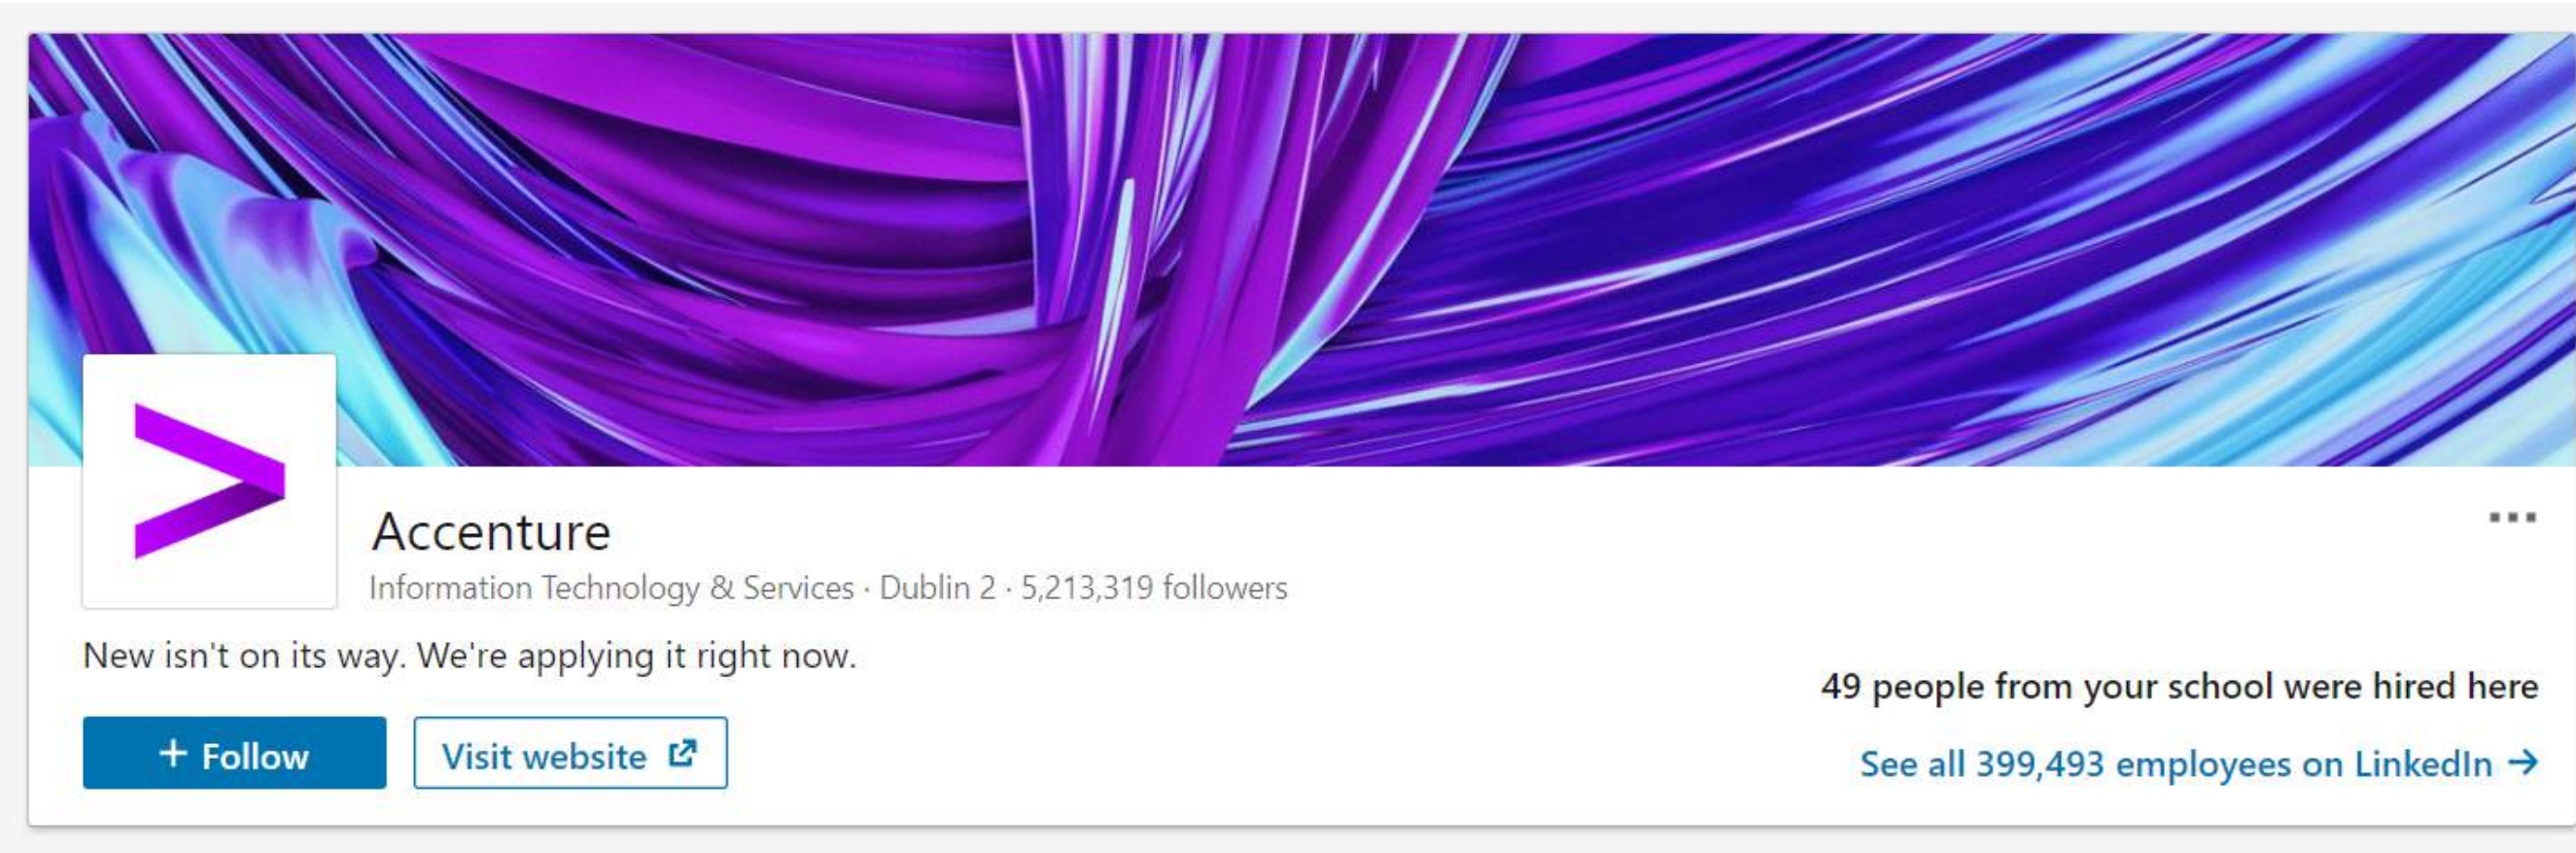 Accenture
Information Technology & Services · Dublin 2 · 5,213,319 followers
New isn't on its way. We're applying it right now.
49 people from your school were hired here
+ Follow
Visit website
See all 399,493 employees on LinkedIn →